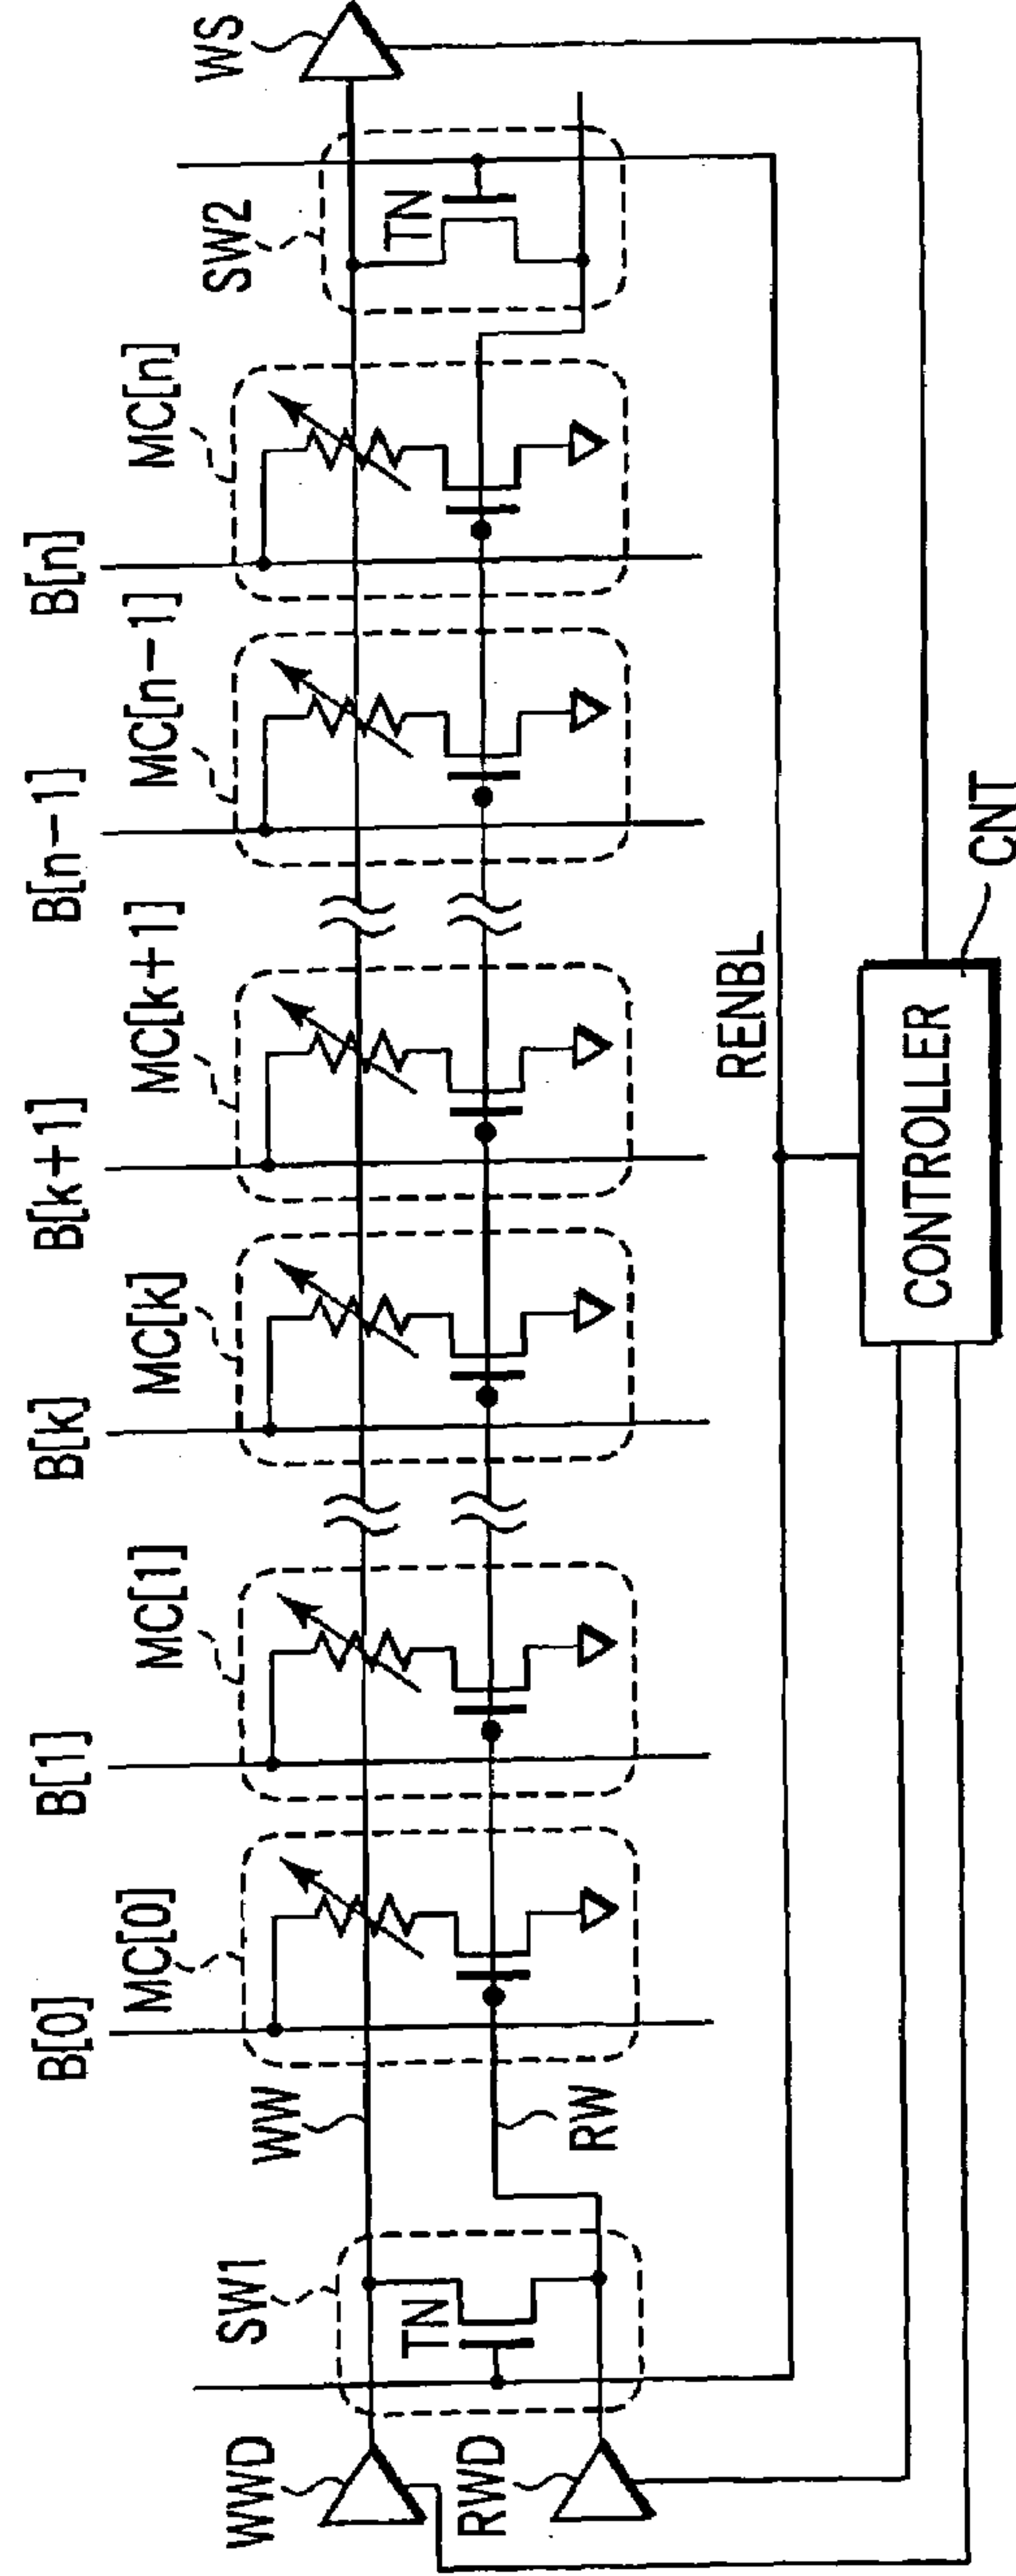 B[0]
B[1]
B[k]
B[k+1]
B[n-1]
B[n]
MC[0]
MC[1]
MC[k]
MC[k+1]
MC[n-1]
MC[n]
WWD
SW1
WW
SW2
WS
TN
TN
RWD
RW
RENBL
CONTROLLER
CNT